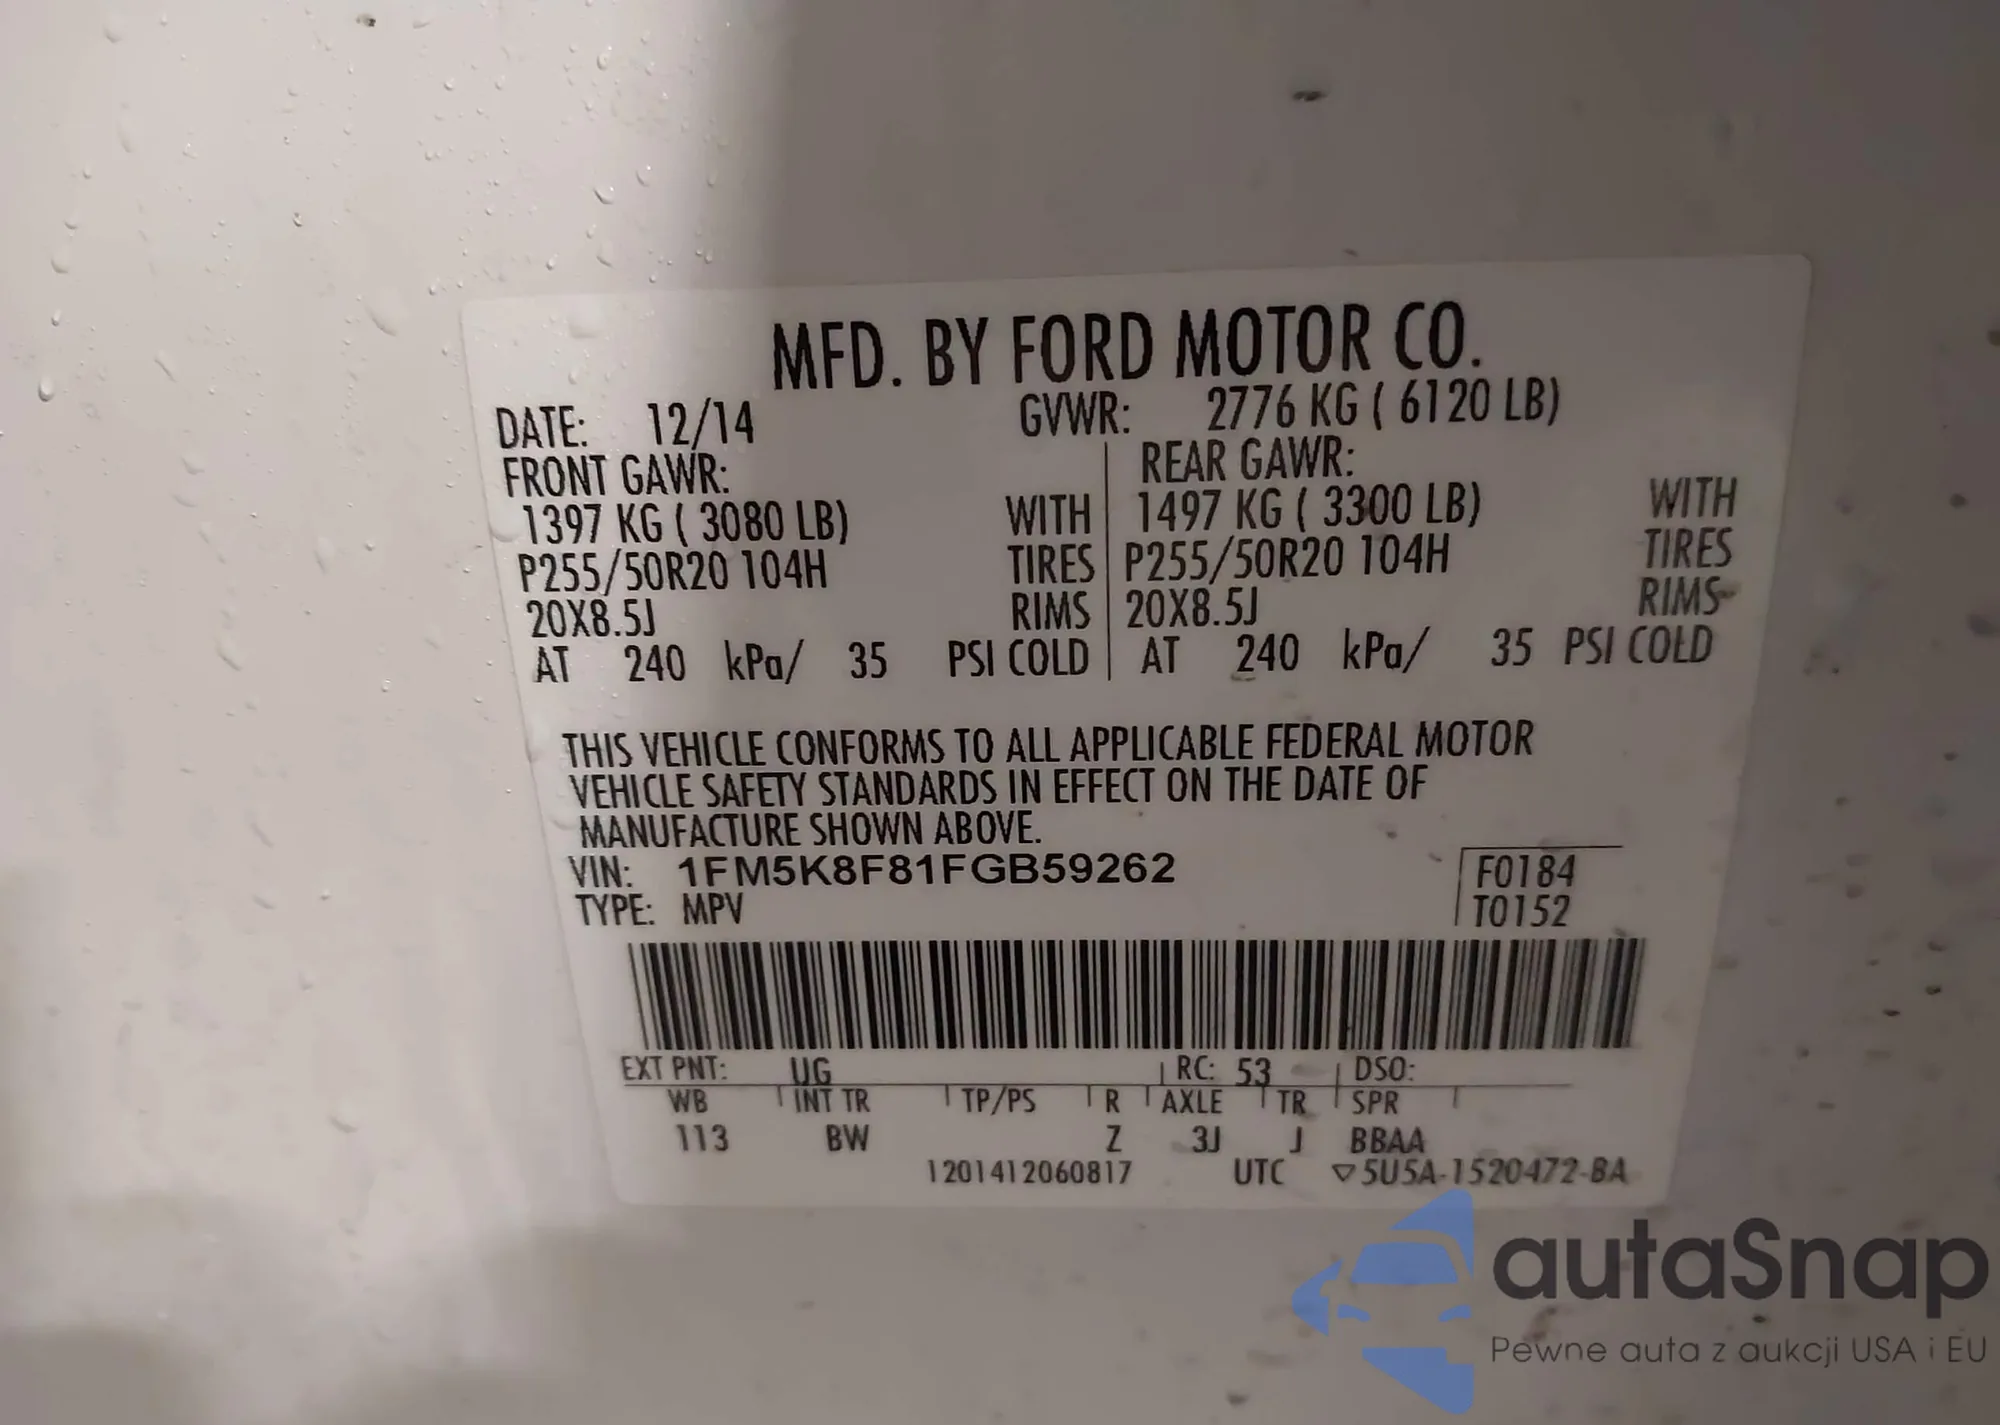 MFD. BY FORD MOTOR CO.
DATE: 12/14 GVWR: 2776 KG ( 6120 LB)
FRONT GAWR: REAR GAWR:
1397 KG ( 3080 LB) WITH 1497 KG ( 3300 LB) WITH
P255/50R20 104H TIRES P255/50R20 104H TIRES
20X8.5J RIMS 20X8.5J RIMS
AT 240 kPa/ 35 PSI COLD AT 240 kPa/ 35 PSI COLD
THIS VEHICLE CONFORMS TO ALL APPLICABLE FEDERAL MOTOR
VEHICLE SAFETY STANDARDS IN EFFECT ON THE DATE OF
MANUFACTURE SHOWN ABOVE.
VIN: 1FM5K8F81FGB59262 F0184
TYPE: MPV T0152
EXT PNT: UG RC: 53 DSO:
WB INT TR TP/PS R AXLE TR SPR
113 BW Z 3J J BBAA
1201412060817 UTC ▽5U5A-1520472-BA
autaSnap
Pewne auta z aukcji USA i EU